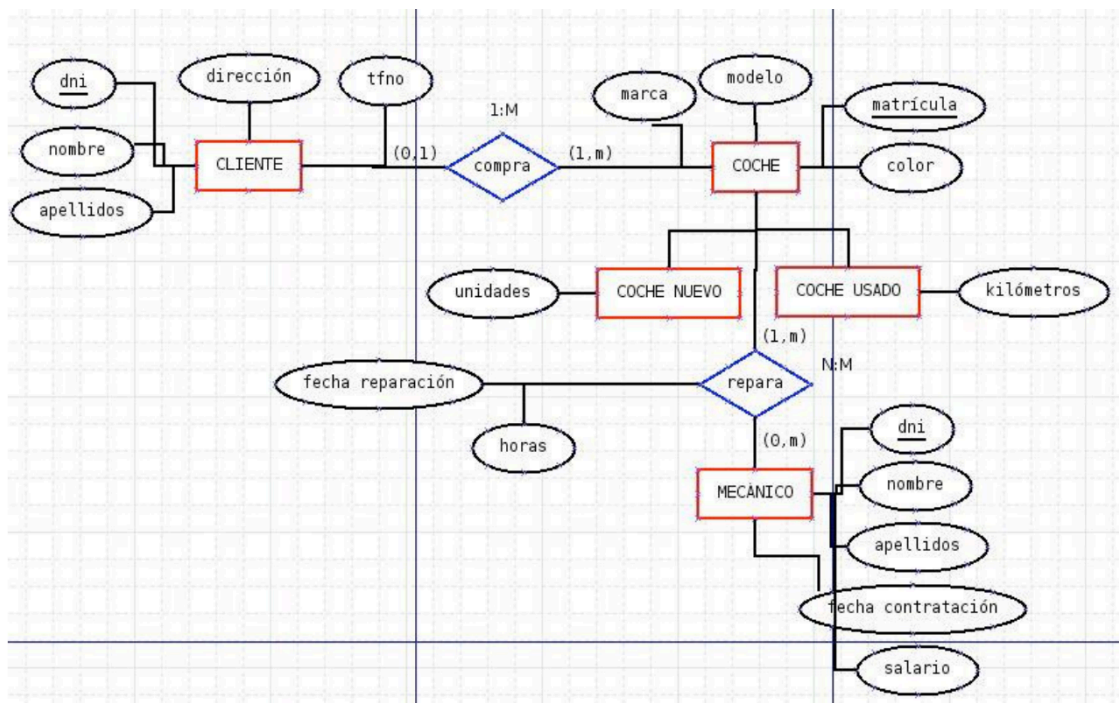 dni
dirección
tfno
nombre
apellidos
CLIENTE
(0,1)
1:M
compra
(1,m)
marca
modelo
matrícula
color
COCHE
unidades
COCHE NUEVO
COCHE USADO
kilómetros
(1,m)
N:M
repara
fecha reparación
horas
(0,m)
MECÁNICO
dni
nombre
apellidos
fecha contratación
salario